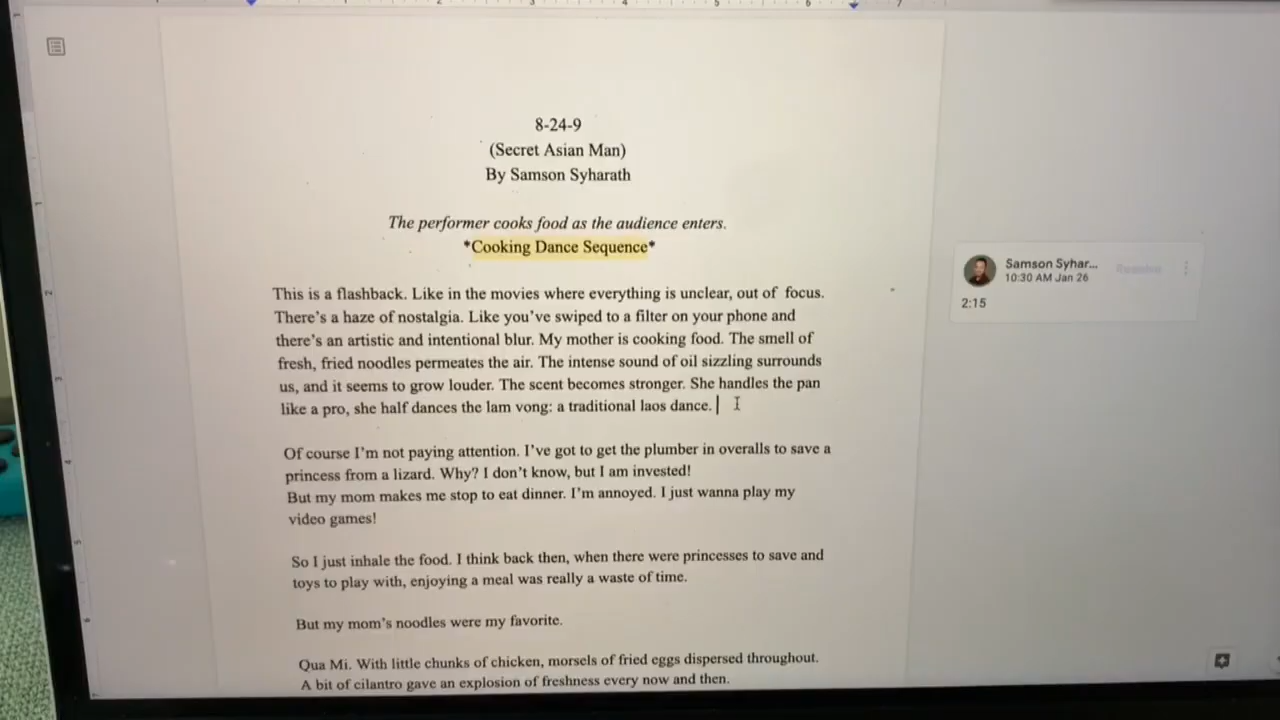 8-24-9
(Secret Asian Man)
By Samson Syharath
The performer cooks food as the audience enters.
*Cooking Dance Sequence*
This is a flashback. Like in the movies where everything is unclear, out of focus.
There's a haze of nostalgia. Like you've swiped to a filter on your phone and
there's an artistic and intentional blur. My mother is cooking food. The smell of
fresh, fried noodles permeates the air. The intense sound of oil sizzling surrounds
us, and it seems to grow louder. The scent becomes stronger. She handles the pan
like a pro, she half dances the lam vong: a traditional laos dance.
Of course I'm not paying attention. I've got to get the plumber in overalls to save a
princess from a lizard. Why? I don't know, but I am invested!
But my mom makes me stop to eat dinner. I'm annoyed. I just wanna play my
video games!
So I just inhale the food. I think back then, when there were princesses to save and
toys to play with, enjoying a meal was really a waste of time.
But my mom's noodles were my favorite.
Qua Mi. With little chunks of chicken, morsels of fried eggs dispersed throughout.
A bit of cilantro gave an explosion of freshness every now and then.
Samson Syhar...
Resolve
10:30 AM Jan 26
2:15